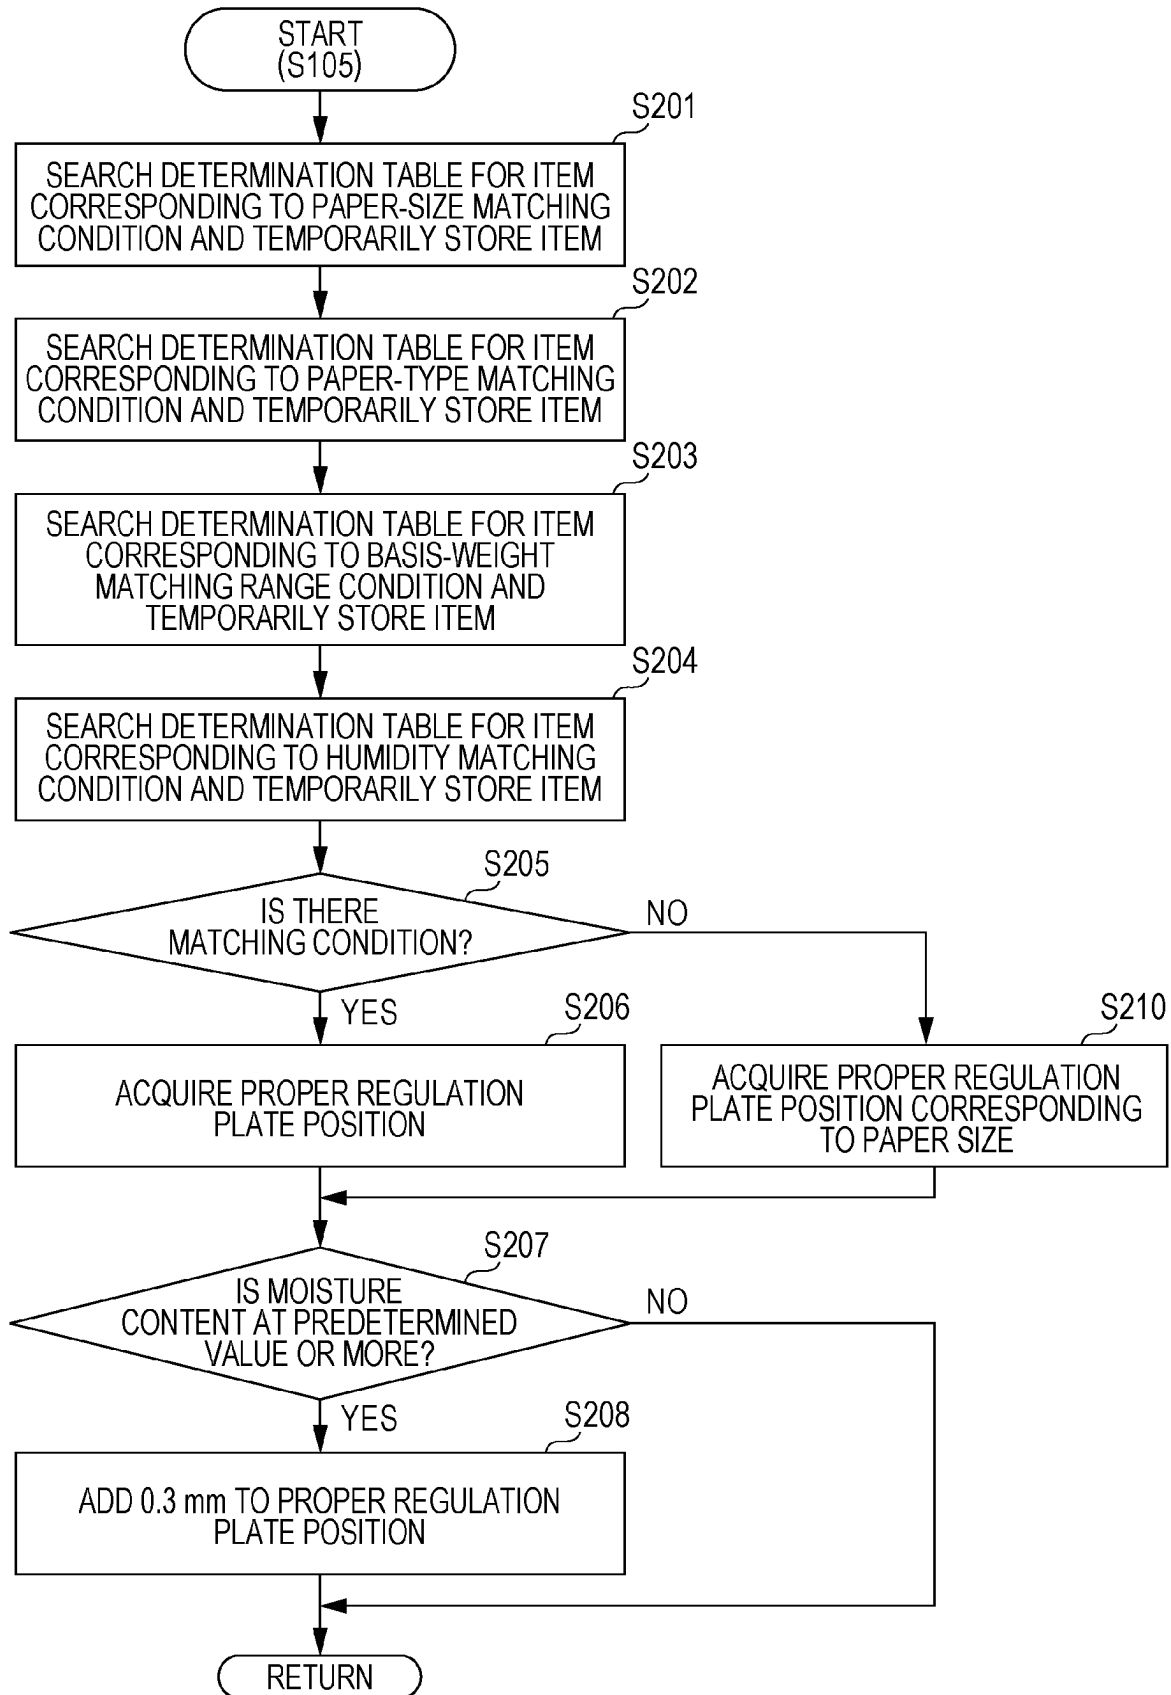 START
(S105)
S201
SEARCH DETERMINATION TABLE FOR ITEM
CORRESPONDING TO PAPER-SIZE MATCHING
CONDITION AND TEMPORARILY STORE ITEM
S202
SEARCH DETERMINATION TABLE FOR ITEM
CORRESPONDING TO PAPER-TYPE MATCHING
CONDITION AND TEMPORARILY STORE ITEM
S203
SEARCH DETERMINATION TABLE FOR ITEM
CORRESPONDING TO BASIS-WEIGHT
MATCHING RANGE CONDITION AND
TEMPORARILY STORE ITEM
S204
SEARCH DETERMINATION TABLE FOR ITEM
CORRESPONDING TO HUMIDITY MATCHING
CONDITION AND TEMPORARILY STORE ITEM
S205
IS THERE
MATCHING CONDITION?
NO
YES
S206
ACQUIRE PROPER REGULATION
PLATE POSITION
S210
ACQUIRE PROPER REGULATION
PLATE POSITION CORRESPONDING
TO PAPER SIZE
S207
IS MOISTURE
CONTENT AT PREDETERMINED
VALUE OR MORE?
NO
YES
S208
ADD 0.3 mm TO PROPER REGULATION
PLATE POSITION
RETURN